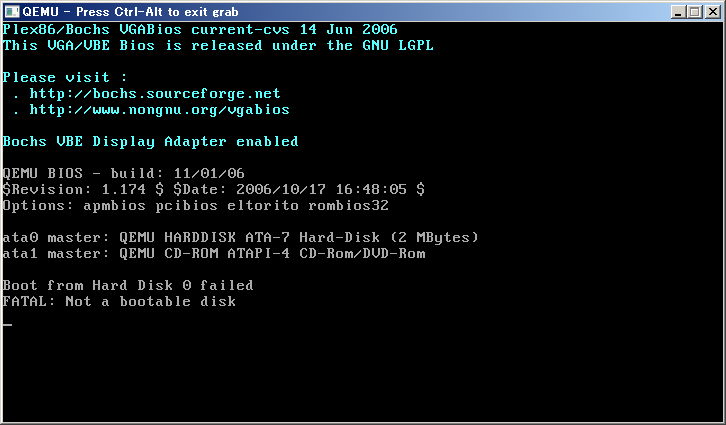 QEMU - Press Ctrl-Alt to exit grab
Plex86/Bochs VGABios current-cvs 14 Jun 2006
This VGA/VBE Bios is released under the GNU LGPL
Please visit :
. http://bochs.sourceforge.net
. http://www.nongnu.org/vgabios
Bochs VBE Display Adapter enabled
QEMU BIOS - build: 11/01/06
$Revision: 1.174 $ $Date: 2006/10/17 16:48:05 $
Options: apmbios pcibios eltorito rombios32
ata0 master: QEMU HARDDISK ATA-7 Hard-Disk (2 MBytes)
ata1 master: QEMU CD-ROM ATAPI-4 CD-Rom/DVD-Rom
Boot from Hard Disk 0 failed
FATAL: Not a bootable disk